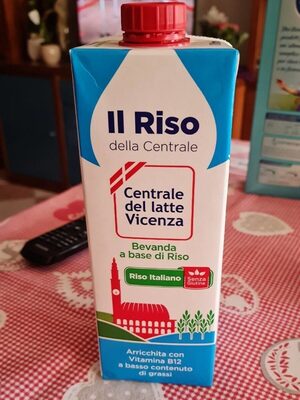 Il Riso
della Centrale
Centrale
del latte
Vicenza
Bevanda
a base di Riso
Riso Italiano
Senza
Glutine
Arricchita con
Vitamina B12
a basso contenuto
di grassi